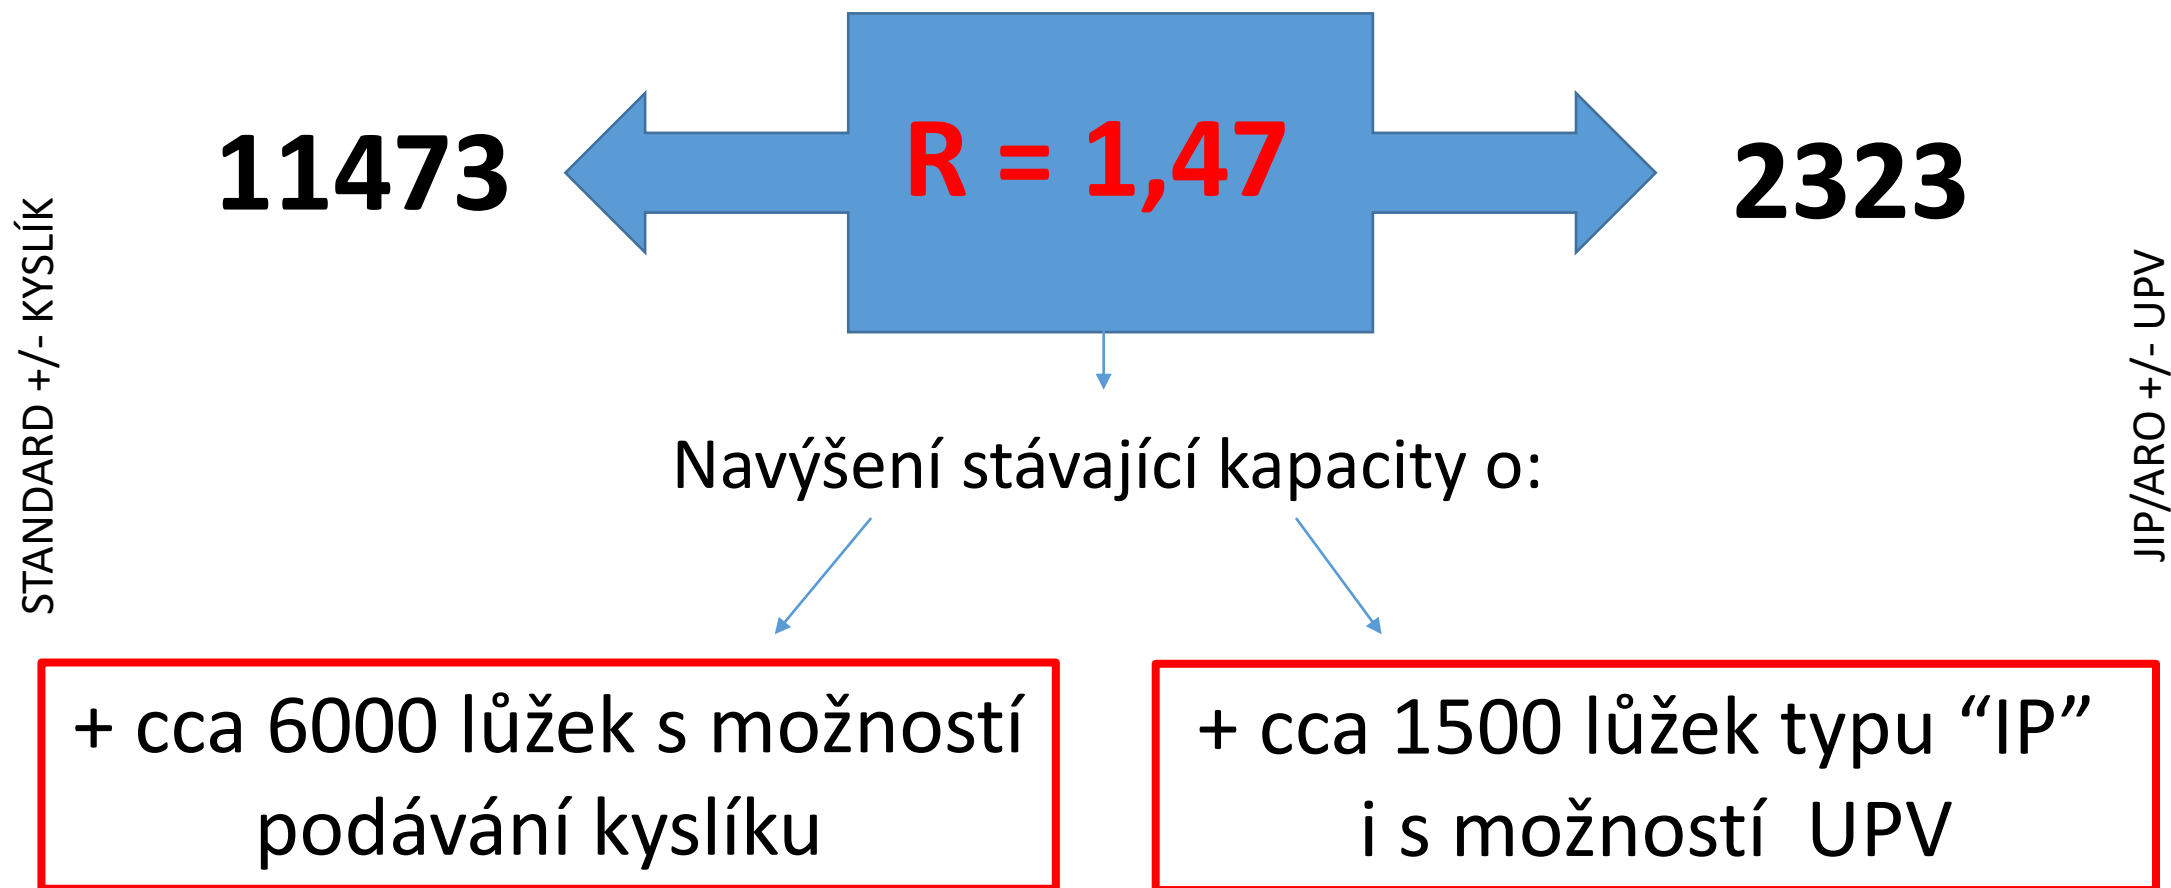 R = 1,47
11473
2323
STANDARD +/- KYSLÍK
JIP/ARO +/- UPV
Navýšení stávající kapacity o:
+ cca 6000 lůžek s možností
podávání kyslíku
+ cca 1500 lůžek typu “IP”
i s možností UPV